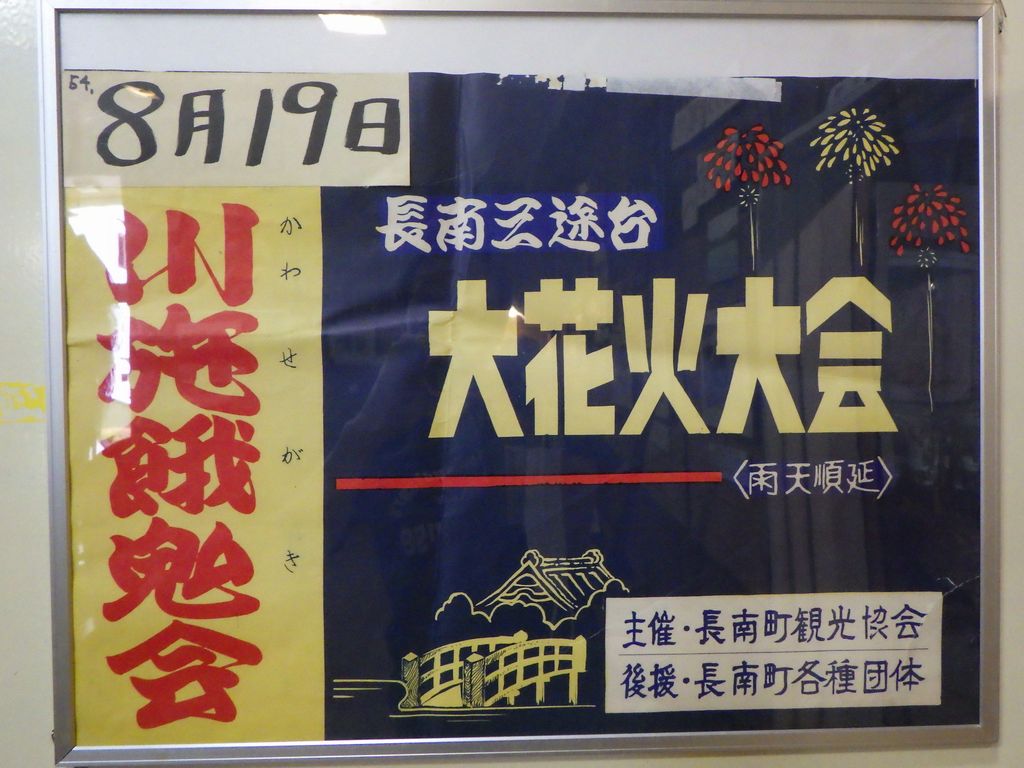 54.
8月19日
川施餓鬼会
かわせがき
長南三途台
大花火大会
〈雨天順延〉
主催・長南町観光協会
後援・長南町各種団体